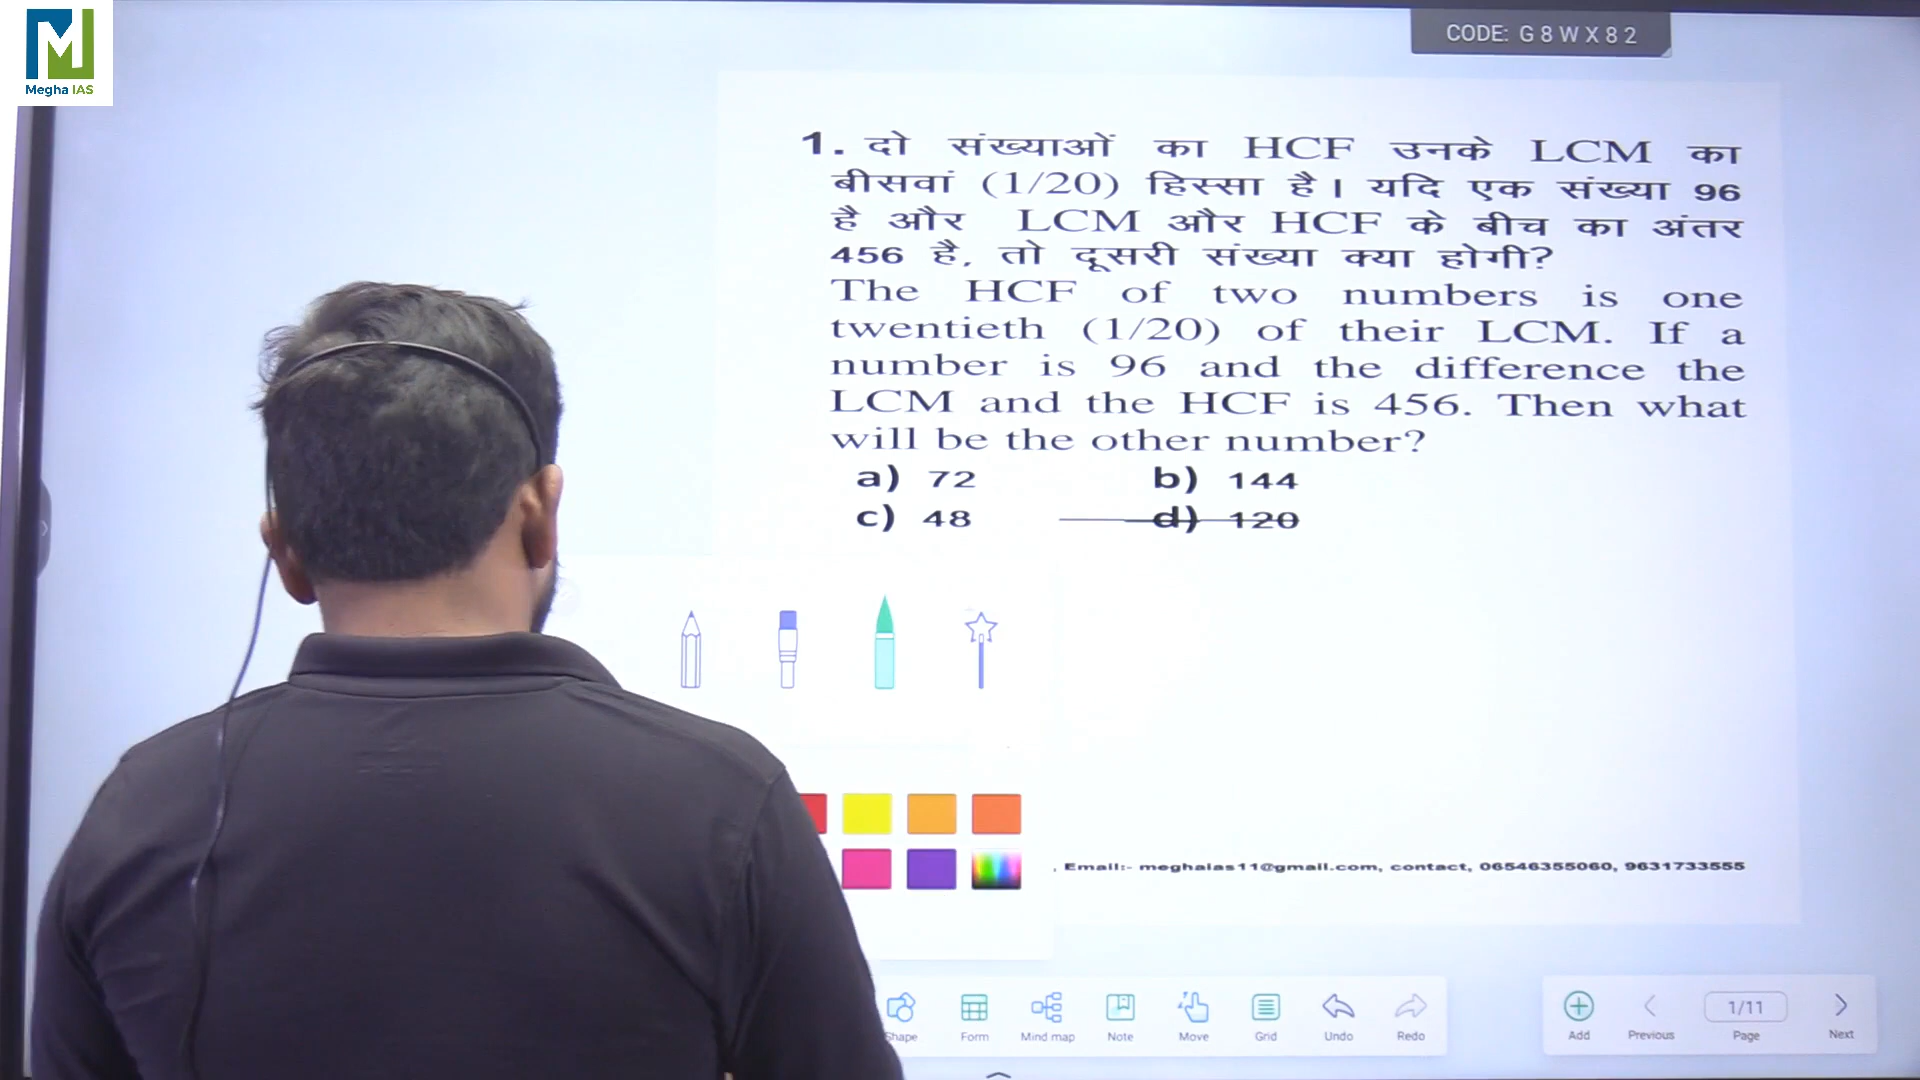 Megha IAS
CODE: G8WX82
1. दो संख्याओं का HCF उनके LCM का
बीसवां (1/20) हिस्सा है। यदि एक संख्या 96
है और LCM और HCF के बीच का अंतर
456 है, तो दूसरी संख्या क्या होगी?
The HCF of two numbers is one
twentieth (1/20) of their LCM. If a
number is 96 and the difference the
LCM and the HCF is 456. Then what
will be the other number?
a) 72 b) 144
c) 48 d) 120
, Email:- meghaias11@gmail.com, contact, 06546355060, 9631733555
Shape Form Mind map Note Move Grid Undo Redo
Add Previous 1/11 Page Next